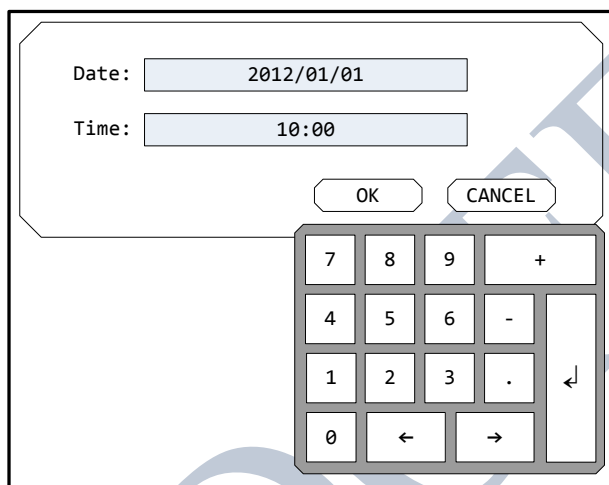 Date: 2012/01/01
Time: 10:00
OK CANCEL
7 8 9 +
4 5 6 -
1 2 3 . ↲
0 ← →